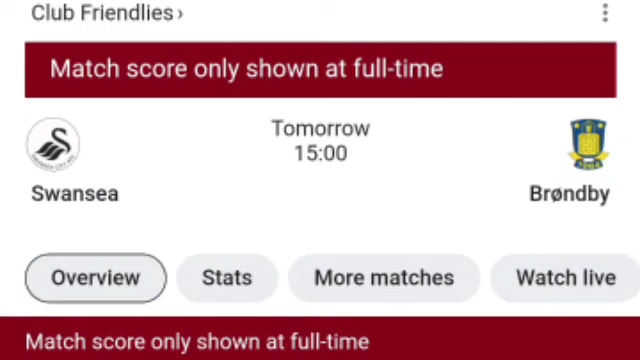 Club Friendlies ›
Match score only shown at full-time
Tomorrow
15:00
Swansea
Brøndby
Overview
Stats
More matches
Watch live
Match score only shown at full-time